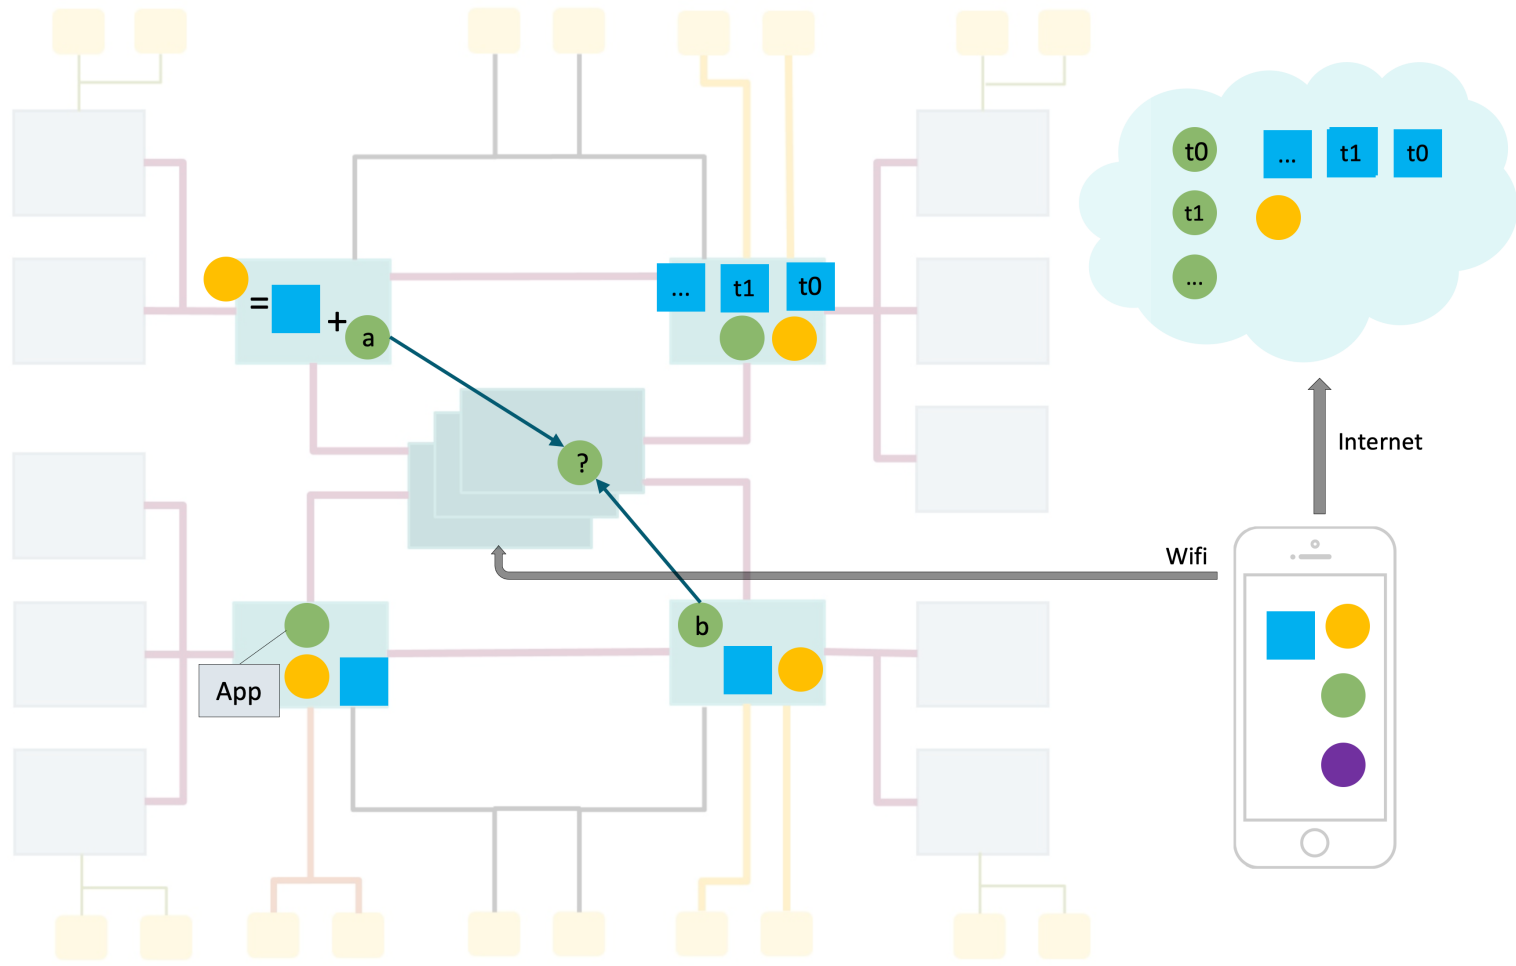 t0
... t1 t0
t1
...
=
+
a
... t1 t0
?
Internet
Wifi
b
App